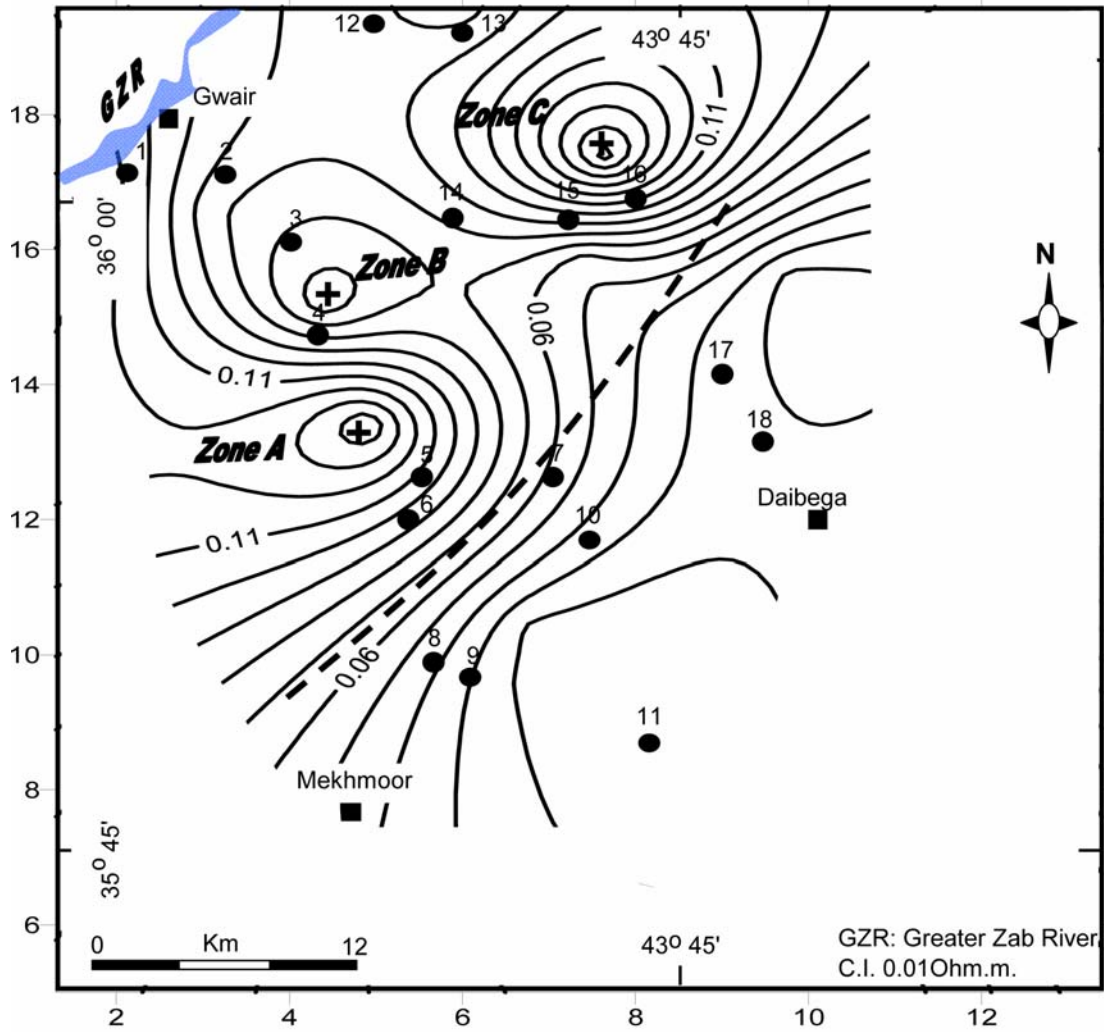 12
13
43° 45'
GZR
Gwair
18
Zone C
0.11
1
2
16
14
15
36° 00'
3
16
Zone B
N
4
0.06
17
14
0.11
18
Zone A
5
7
Daibega
6
12
10
0.11
8
9
10
0.06
11
Mekhmoor
8
35° 45'
6
0 Km 12
43° 45'
GZR: Greater Zab River,
C.I. 0.01Ohm.m.
2 4 6 8 10 12